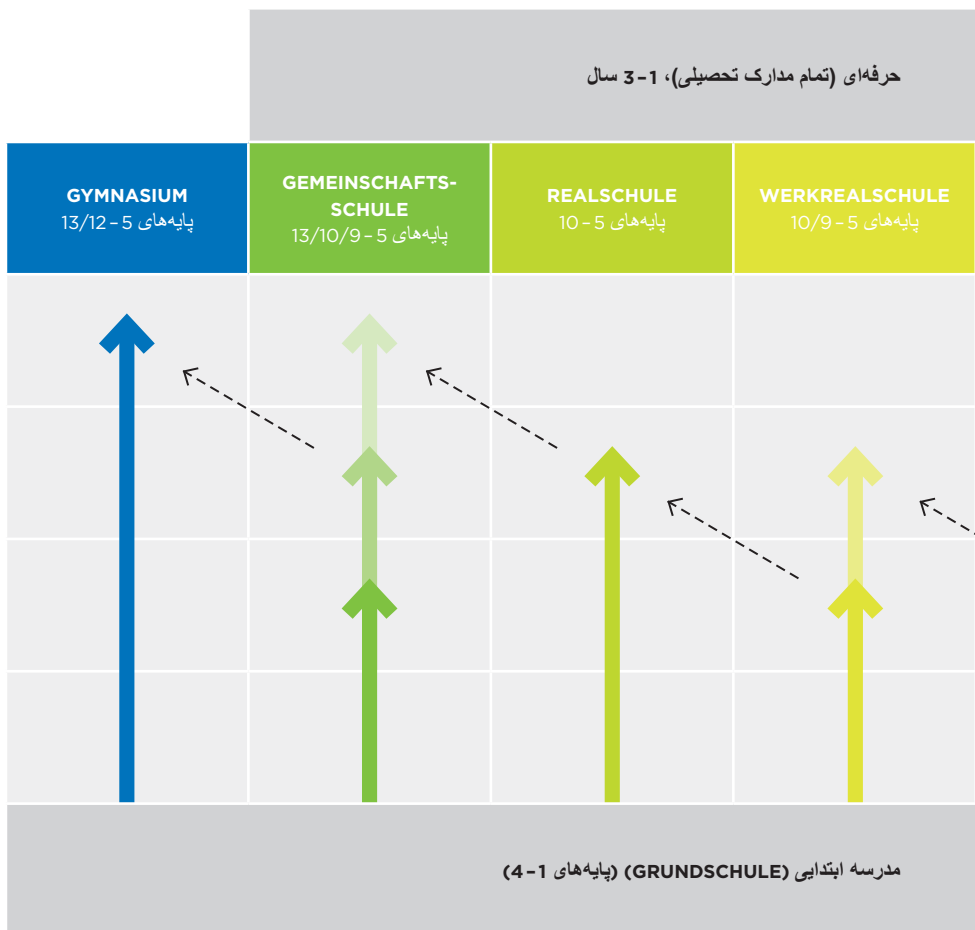 حرفه‌ای (تمام مدارک تحصیلی)، 1 – 3 سال
GYMNASIUM
پایه‌های 5 – 13/12
GEMEINSCHAFTS-
SCHULE
پایه‌های 5 – 13/10/9
REALSCHULE
پایه‌های 5 – 10
WERKREALSCHULE
پایه‌های 5 – 10/9
مدرسه ابتدایی (GRUNDSCHULE) (پایه‌های 1 – 4)